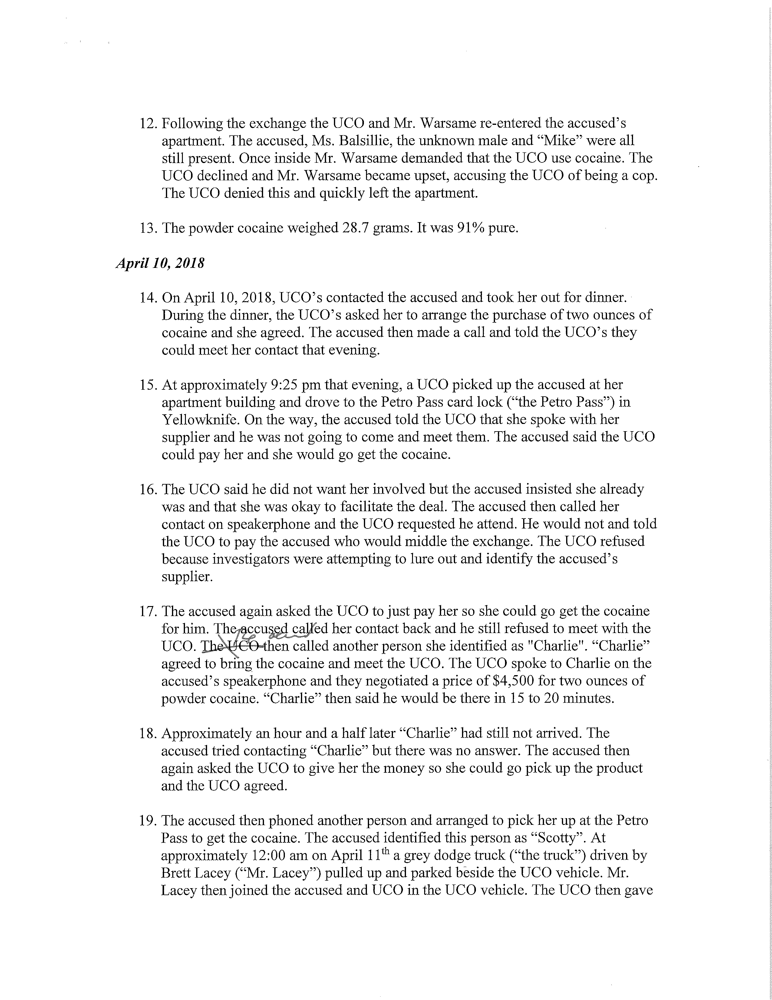 12. Following the exchange the UCO and Mr. Warsame re-entered the accused's
apartment. The accused, Ms. Balsillie, the unknown male and “Mike” were all
still present. Once inside Mr. Warsame demanded that the UCO use cocaine. The
UCO declined and Mr. Warsame became upset, accusing the UCO of being a cop.
The UCO denied this and quickly left the apartment.
13. The powder cocaine weighed 28.7 grams. It was 91% pure.
April 10, 2018
14. On April 10, 2018, UCO's contacted the accused and took her out for dinner.
During the dinner, the UCO's asked her to arrange the purchase of two ounces of
cocaine and she agreed. The accused then made a call and told the UCO's they
could meet her contact that evening.
15. At approximately 9:25 pm that evening, a UCO picked up the accused at her
apartment building and drove to the Petro Pass card lock (“the Petro Pass”) in
Yellowknife. On the way, the accused told the UCO that she spoke with her
supplier and he was not going to come and meet them. The accused said the UCO
could pay her and she would go get the cocaine.
16. The UCO said he did not want her involved but the accused insisted she already
was and that she was okay to facilitate the deal. The accused then called her
contact on speakerphone and the UCO requested he attend. He would not and told
the UCO to pay the accused who would middle the exchange. The UCO refused
because investigators were attempting to lure out and identify the accused's
supplier.
17. The accused again asked the UCO to just pay her so she could go get the cocaine
for him. The accused called her contact back and he still refused to meet with the
UCO. The UCO then called another person she identified as "Charlie". “Charlie”
agreed to bring the cocaine and meet the UCO. The UCO spoke to Charlie on the
accused's speakerphone and they negotiated a price of $4,500 for two ounces of
powder cocaine. “Charlie” then said he would be there in 15 to 20 minutes.
18. Approximately an hour and a half later “Charlie” had still not arrived. The
accused tried contacting “Charlie” but there was no answer. The accused then
again asked the UCO to give her the money so she could go pick up the product
and the UCO agreed.
19. The accused then phoned another person and arranged to pick her up at the Petro
Pass to get the cocaine. The accused identified this person as “Scotty”. At
approximately 12:00 am on April 11th a grey dodge truck (“the truck”) driven by
Brett Lacey (“Mr. Lacey”) pulled up and parked beside the UCO vehicle. Mr.
Lacey then joined the accused and UCO in the UCO vehicle. The UCO then gave